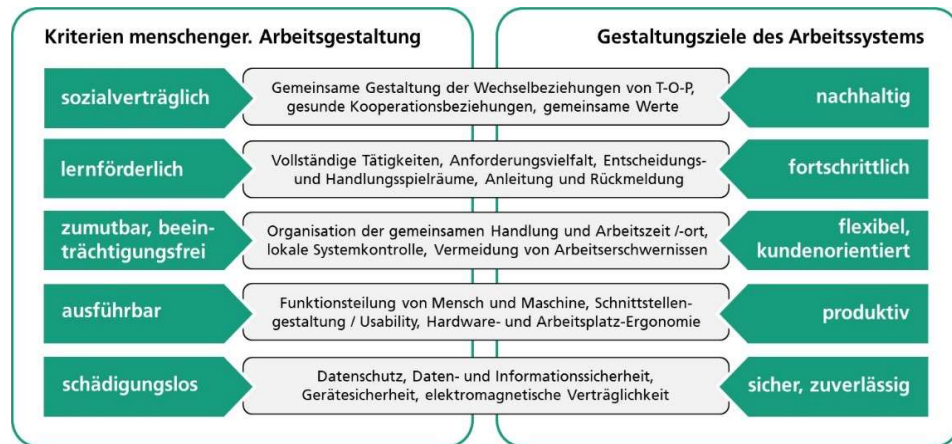 Kriterien menschenger. Arbeitsgestaltung
Gestaltungsziele des Arbeitssystems
sozialverträglich
Gemeinsame Gestaltung der Wechselbeziehungen von T-O-P,
gesunde Kooperationsbeziehungen, gemeinsame Werte
nachhaltig
lernförderlich
Vollständige Tätigkeiten, Anforderungsvielfalt, Entscheidungs-
und Handlungsspielräume, Anleitung und Rückmeldung
fortschrittlich
zumutbar, beein-
trächtigungsfrei
Organisation der gemeinsamen Handlung und Arbeitszeit /-ort,
lokale Systemkontrolle, Vermeidung von Arbeitserschwernissen
flexibel,
kundenorientiert
ausführbar
Funktionsteilung von Mensch und Maschine, Schnittstellen-
gestaltung / Usability, Hardware- und Arbeitsplatz-Ergonomie
produktiv
schädigungslos
Datenschutz, Daten- und Informationssicherheit,
Gerätesicherheit, elektromagnetische Verträglichkeit
sicher, zuverlässig